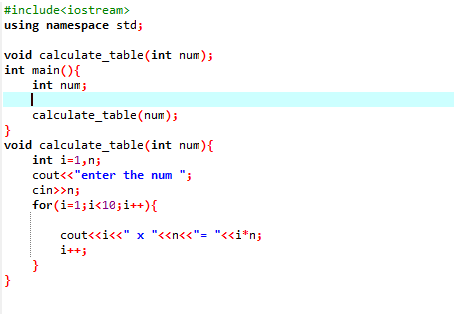 #include<iostream>
using namespace std;
void calculate_table(int num);
int main(){
int num;
calculate_table(num);
}
void calculate_table(int num){
int i=1,n;
cout<<"enter the num ";
cin>>n;
for(i=1;i<10;i++){
cout<<i<<" x "<<n<<"= "<<i*n;
i++;
}
}